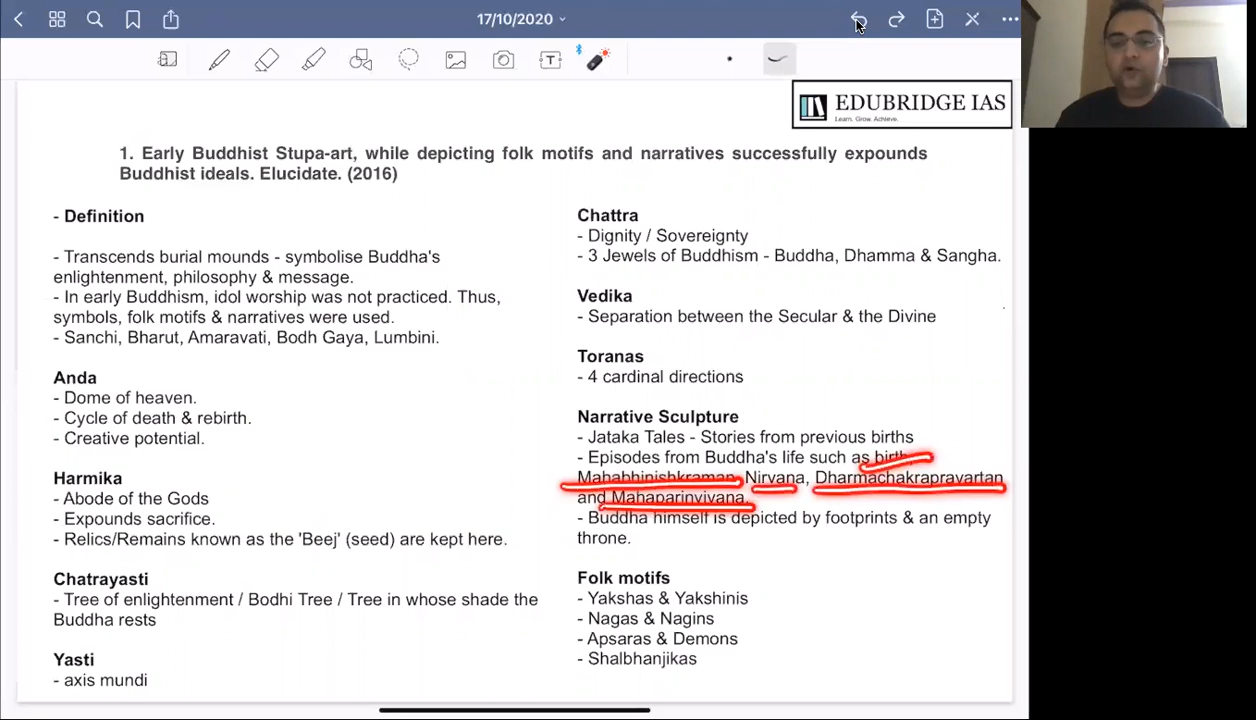 17/10/2020
EDUBRIDGE IAS
Learn. Grow. Achieve.
1. Early Buddhist Stupa-art, while depicting folk motifs and narratives successfully expounds
Buddhist ideals. Elucidate. (2016)
- Definition
- Transcends burial mounds - symbolise Buddha's
enlightenment, philosophy & message.
- In early Buddhism, idol worship was not practiced. Thus,
symbols, folk motifs & narratives were used.
- Sanchi, Bharut, Amaravati, Bodh Gaya, Lumbini.
Anda
- Dome of heaven.
- Cycle of death & rebirth.
- Creative potential.
Harmika
- Abode of the Gods
- Expounds sacrifice.
- Relics/Remains known as the 'Beej' (seed) are kept here.
Chatrayasti
- Tree of enlightenment / Bodhi Tree / Tree in whose shade the
Buddha rests
Yasti
- axis mundi
Chattra
- Dignity / Sovereignty
- 3 Jewels of Buddhism - Buddha, Dhamma & Sangha.
Vedika
- Separation between the Secular & the Divine
Toranas
- 4 cardinal directions
Narrative Sculpture
- Jataka Tales - Stories from previous births
- Episodes from Buddha's life such as birth,
Mahabhinishkraman, Nirvana, Dharmachakrapravartan
and Mahaparinvivana.
- Buddha himself is depicted by footprints & an empty
throne.
Folk motifs
- Yakshas & Yakshinis
- Nagas & Nagins
- Apsaras & Demons
- Shalbhanjikas